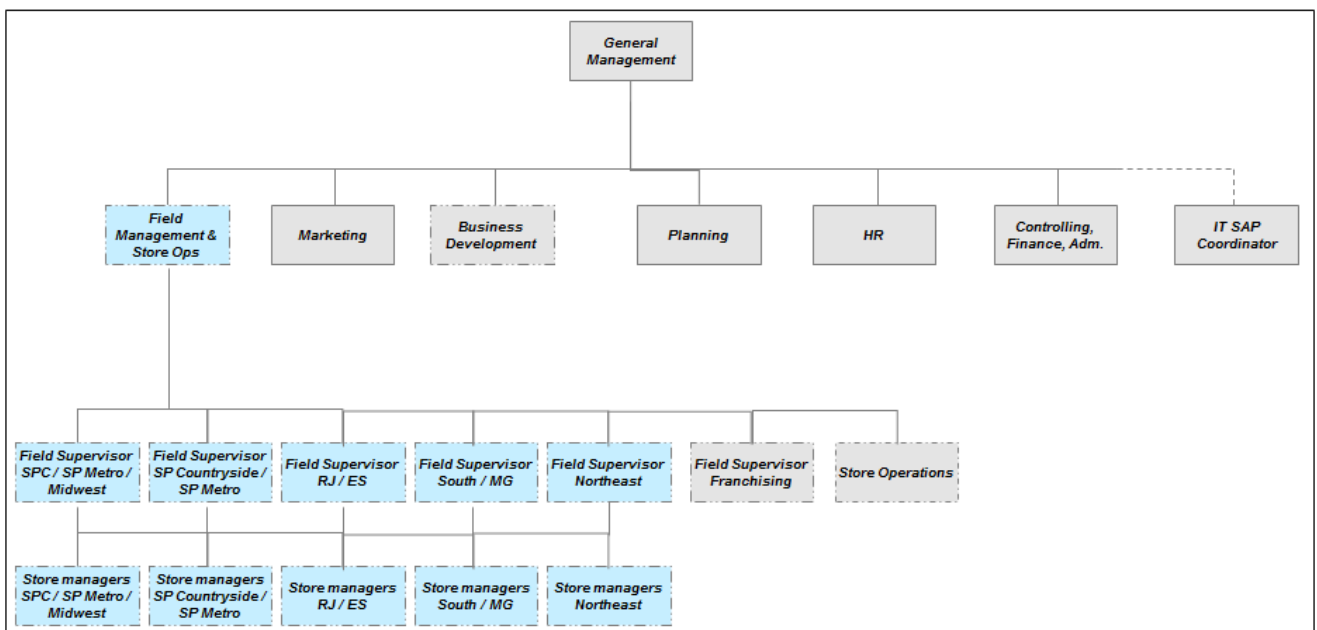 General
Management
Field
Management &
Store Ops
Marketing
Business
Development
Planning
HR
Controlling,
Finance, Adm.
IT SAP
Coordinator
Field Supervisor
SPC / SP Metro /
Midwest
Field Supervisor
SP Countryside /
SP Metro
Field Supervisor
RJ / ES
Field Supervisor
South / MG
Field Supervisor
Northeast
Field Supervisor
Franchising
Store Operations
Store managers
SPC / SP Metro /
Midwest
Store managers
SP Countryside /
SP Metro
Store managers
RJ / ES
Store managers
South / MG
Store managers
Northeast